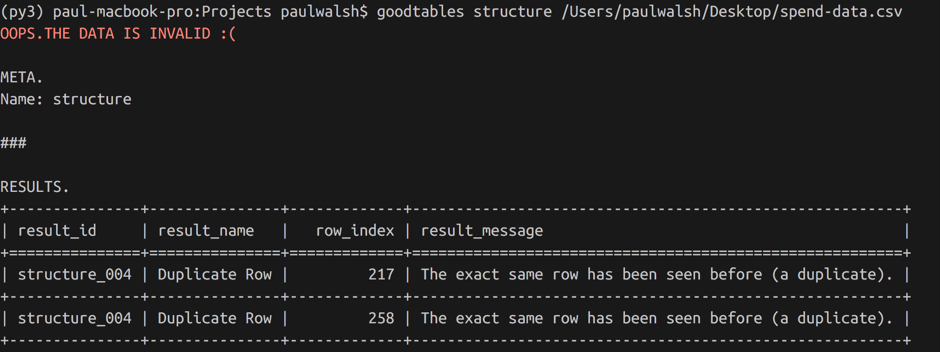 (py3) paul-macbook-pro:Projects paulwalsh$ goodtables structure /Users/paulwalsh/Desktop/spend-data.csv
OOPS.THE DATA IS INVALID :(
META.
Name: structure
###
RESULTS.
+---------------+---------------+-------------+--------------------------------------------------------+
| result_id     | result_name   |   row_index | result_message                                         |
+===============+===============+=============+========================================================+
| structure_004 | Duplicate Row |         217 | The exact same row has been seen before (a duplicate). |
+---------------+---------------+-------------+--------------------------------------------------------+
| structure_004 | Duplicate Row |         258 | The exact same row has been seen before (a duplicate). |
+---------------+---------------+-------------+--------------------------------------------------------+